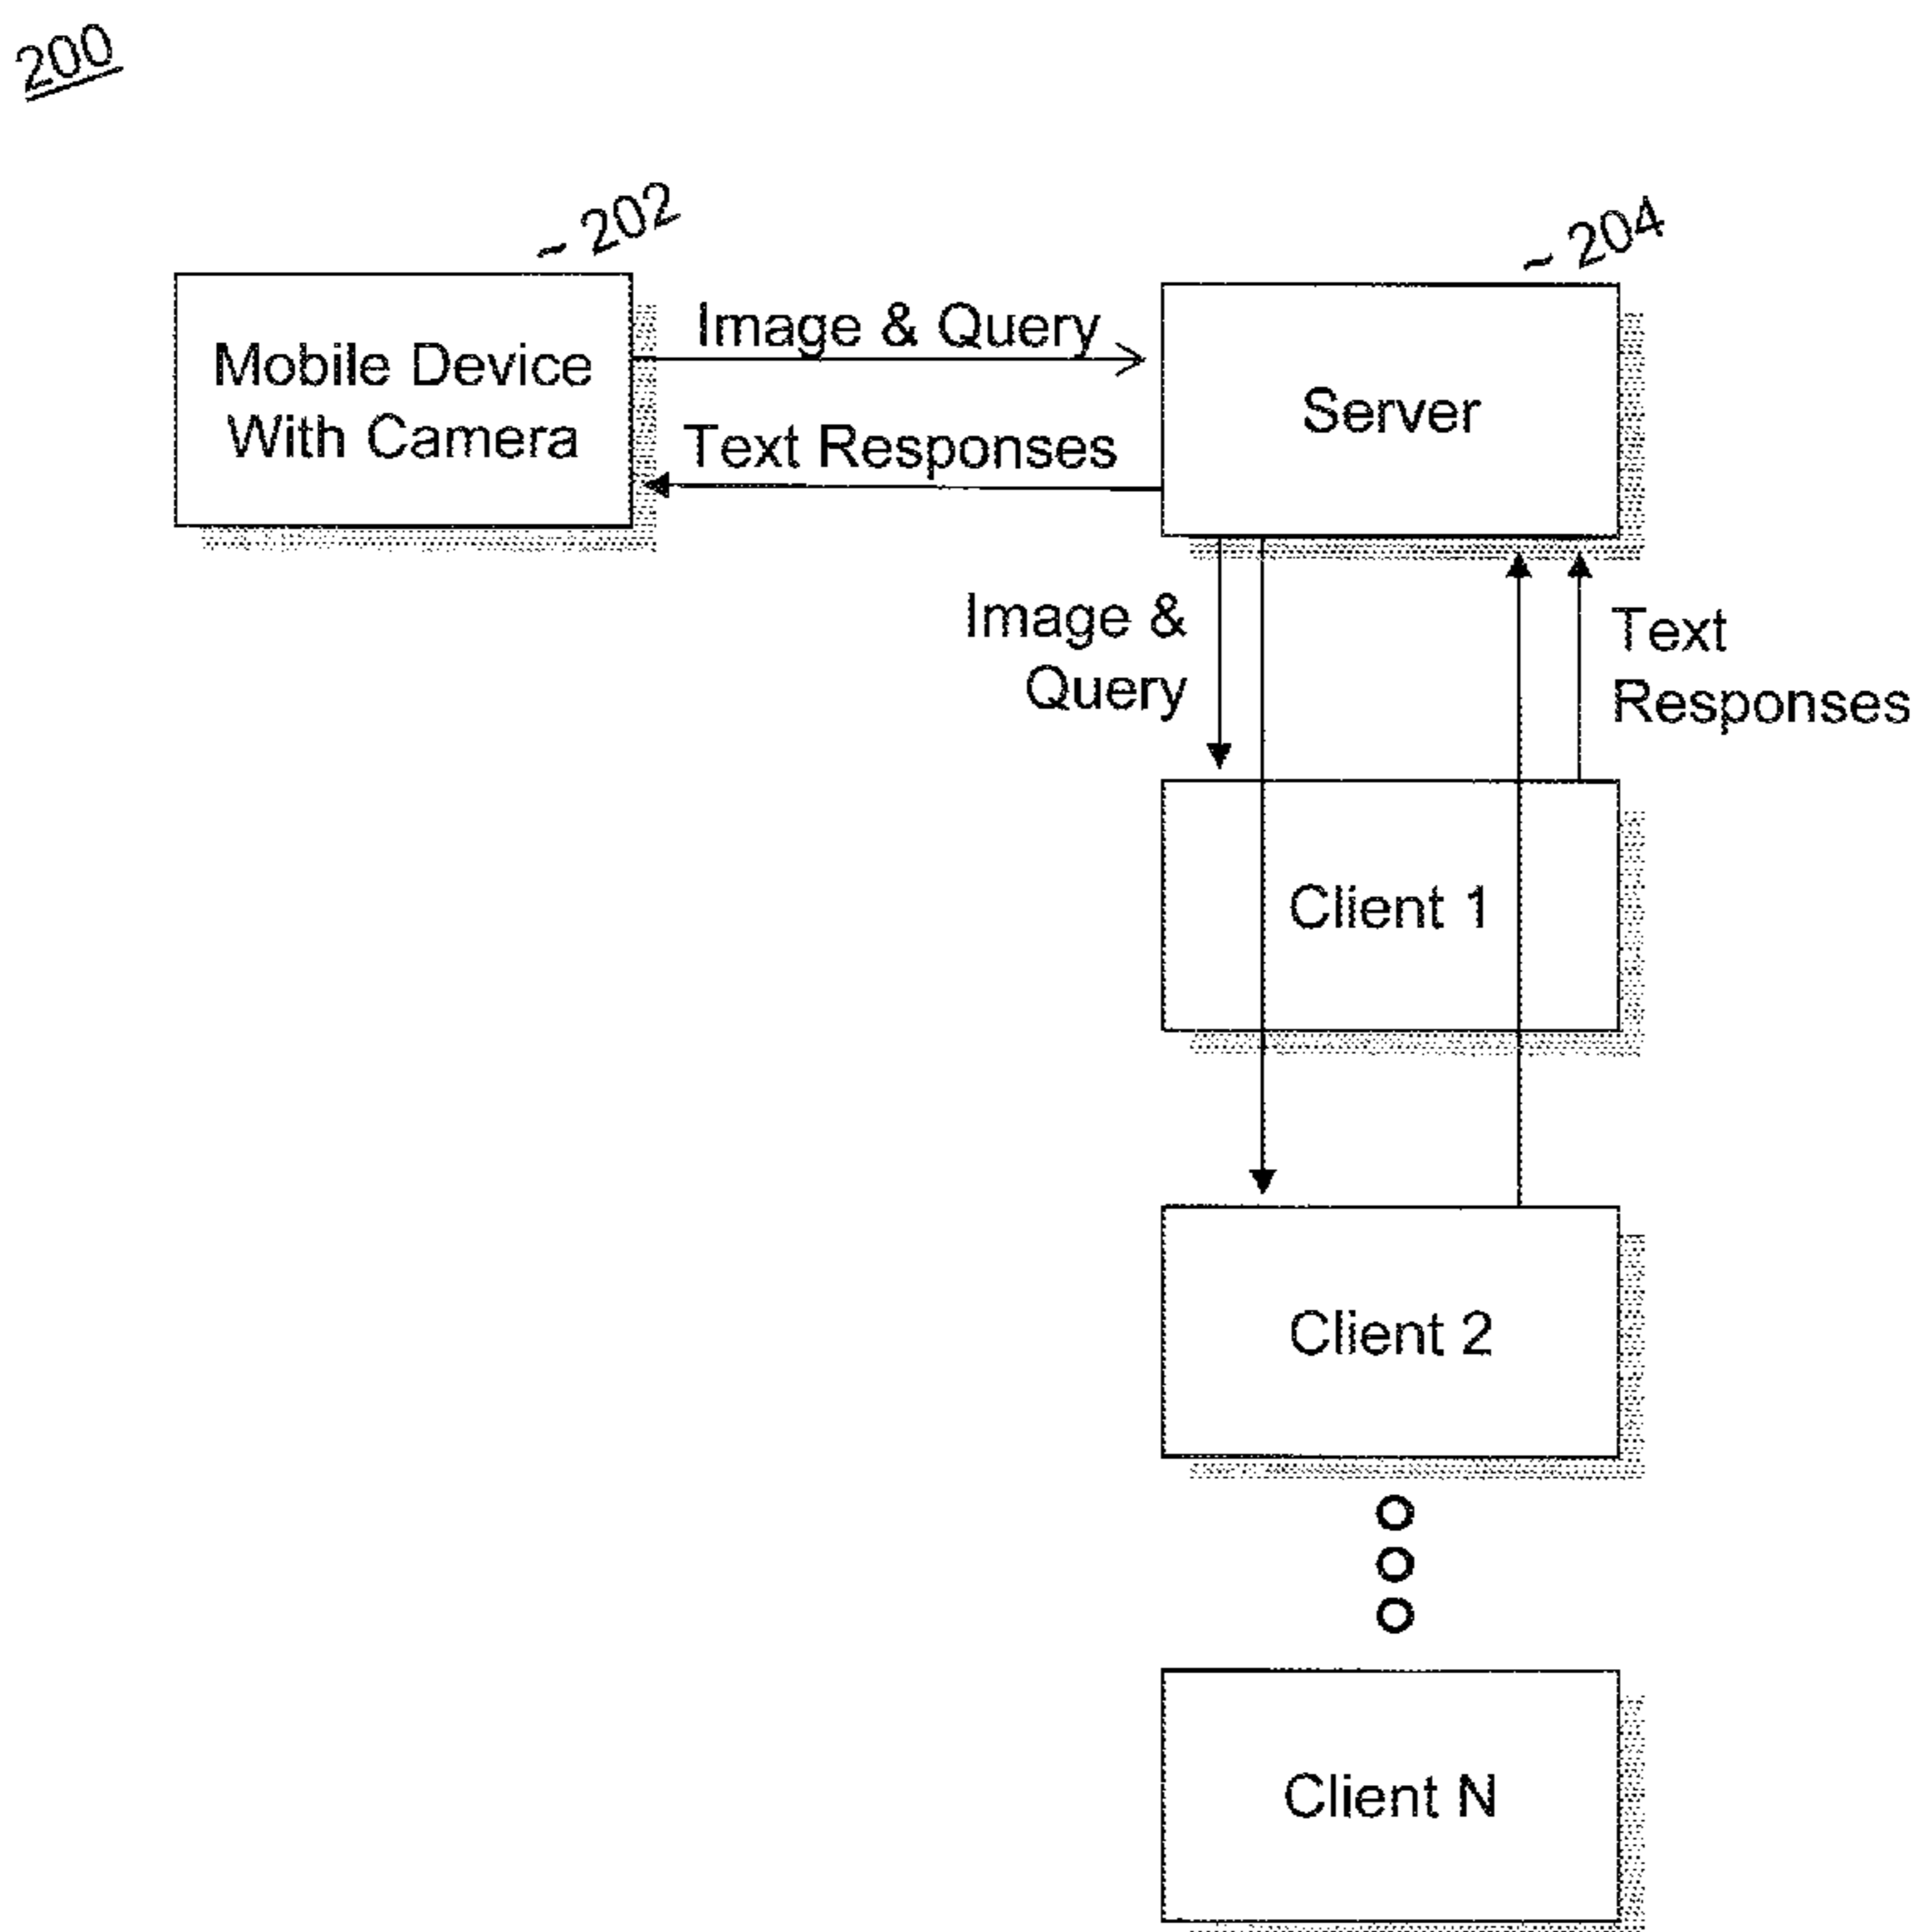 200
~ 202
~ 204
Mobile Device
With Camera
Image & Query
Text Responses
Server
Image &
Query
Text
Responses
Client 1
Client 2
Client N